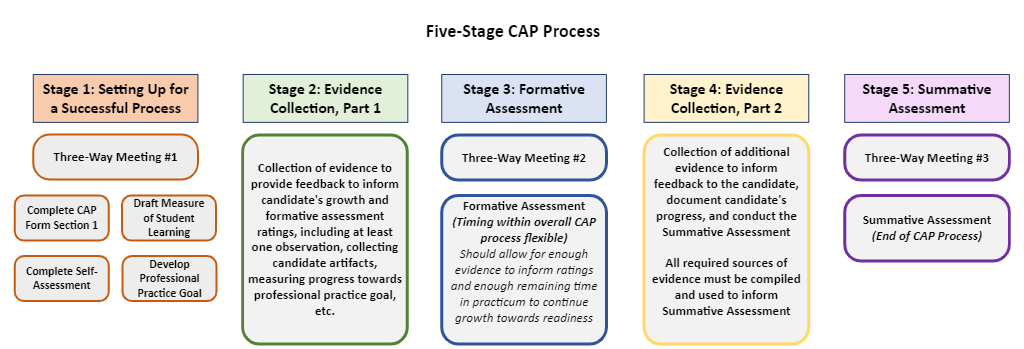 Five-Stage CAP Process
Stage 1: Setting Up for
a Successful Process
Three-Way Meeting #1
Complete CAP
Form Section 1
Draft Measure
of Student
Learning
Complete Self-
Assessment
Develop
Professional
Practice Goal
Stage 2: Evidence
Collection, Part 1
Collection of evidence to
provide feedback to inform
candidate's growth and
formative assessment
ratings, including at least
one observation, collecting
candidate artifacts,
measuring progress towards
professional practice goal,
etc.
Stage 3: Formative
Assessment
Three-Way Meeting #2
Formative Assessment
(Timing within overall CAP
process flexible)
Should allow for enough
evidence to inform ratings
and enough remaining time
in practicum to continue
growth towards readiness
Stage 4: Evidence
Collection, Part 2
Collection of additional
evidence to inform
feedback to the candidate,
document candidate's
progress, and conduct the
Summative Assessment
All required sources of
evidence must be compiled
and used to inform
Summative Assessment
Stage 5: Summative
Assessment
Three-Way Meeting #3
Summative Assessment
(End of CAP Process)